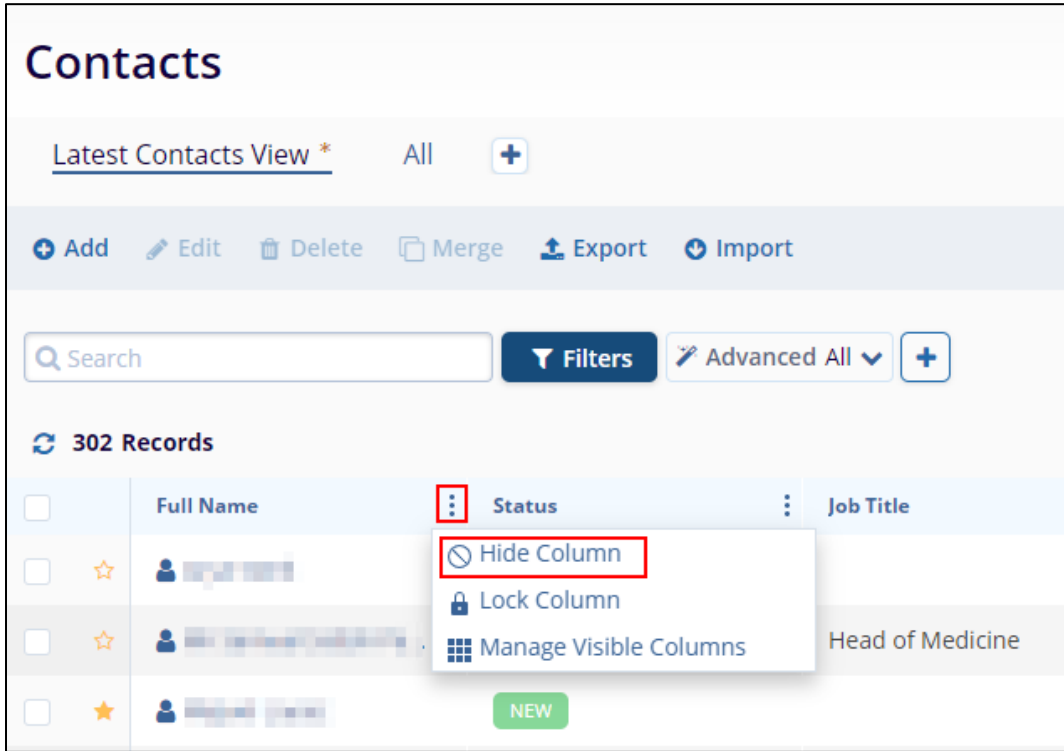 Contacts
Latest Contacts View * All
Add Edit Delete Merge Export Import
Search Filters Advanced All
302 Records
Full Name Status Job Title
Hide Column
Lock Column
Manage Visible Columns Head of Medicine
NEW